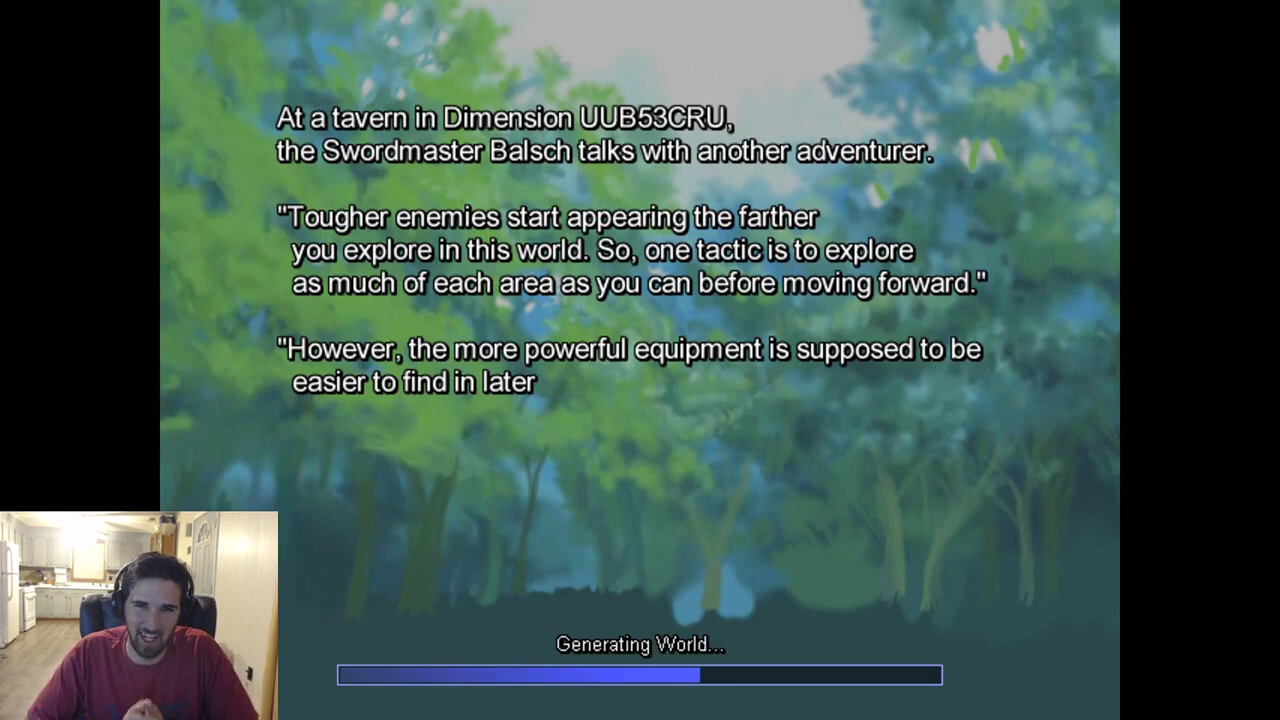 At a tavern in Dimension UUB53CRU,
the Swordmaster Balsch talks with another adventurer.
"Tougher enemies start appearing the farther
you explore in this world. So, one tactic is to explore
as much of each area as you can before moving forward."
"However, the more powerful equipment is supposed to be
easier to find in later
Generating World...